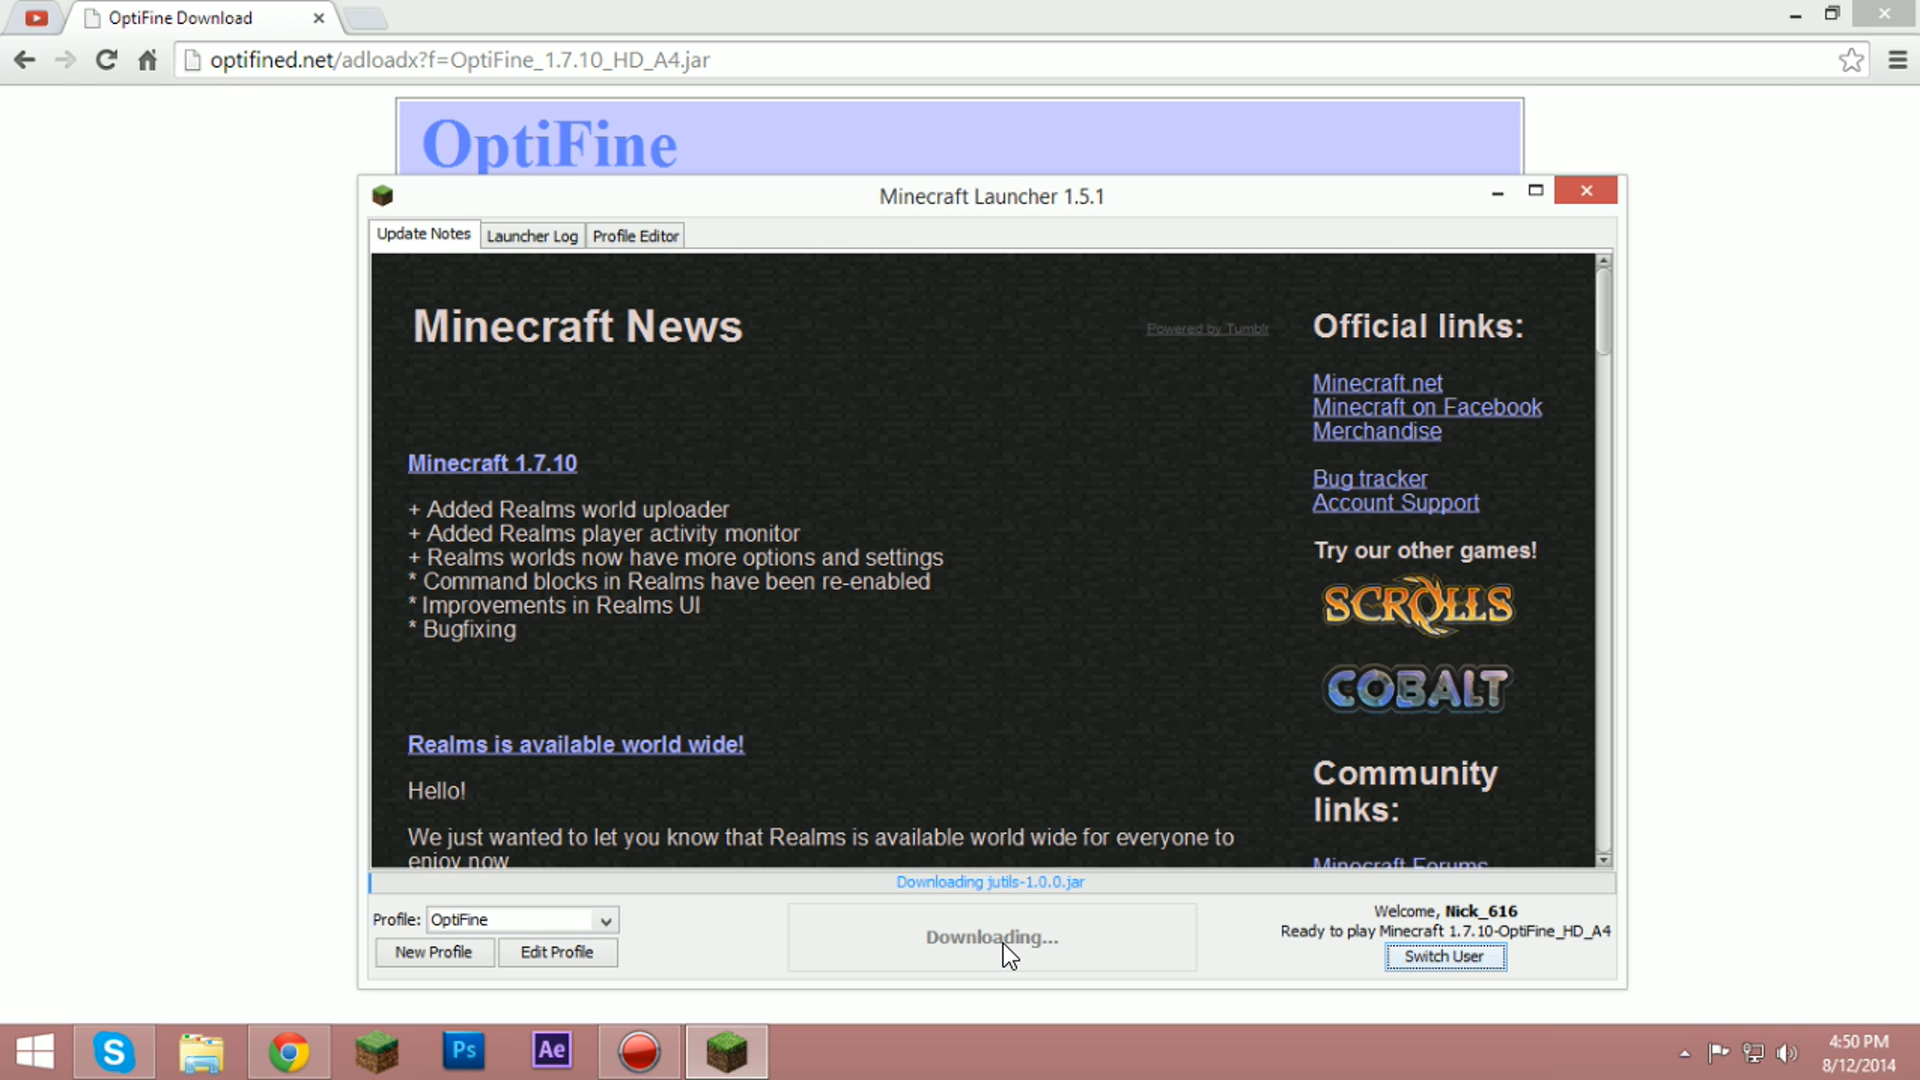 OptiFine Download
optifined.net/adloadx?f=OptiFine_1.7.10_HD_A4.jar
OptiFine
Minecraft Launcher 1.5.1
Update Notes
Launcher Log
Profile Editor
Minecraft News
Powered by Tumblr
Official links:
Minecraft.net
Minecraft on Facebook
Merchandise
Bug tracker
Account Support
Try our other games!
SCROLLS
COBALT
Community
links:
Minecraft Forums
Minecraft 1.7.10
+ Added Realms world uploader
+ Added Realms player activity monitor
+ Realms worlds now have more options and settings
* Command blocks in Realms have been re-enabled
* Improvements in Realms UI
* Bugfixing
Realms is available world wide!
Hello!
We just wanted to let you know that Realms is available world wide for everyone to
enjoy now
Downloading jutils-1.0.0.jar
Profile: OptiFine
New Profile
Edit Profile
Downloading...
Welcome, Nick_616
Ready to play Minecraft 1.7.10-OptiFine_HD_A4
Switch User
S
Ps
Ae
4:50 PM
8/12/2014